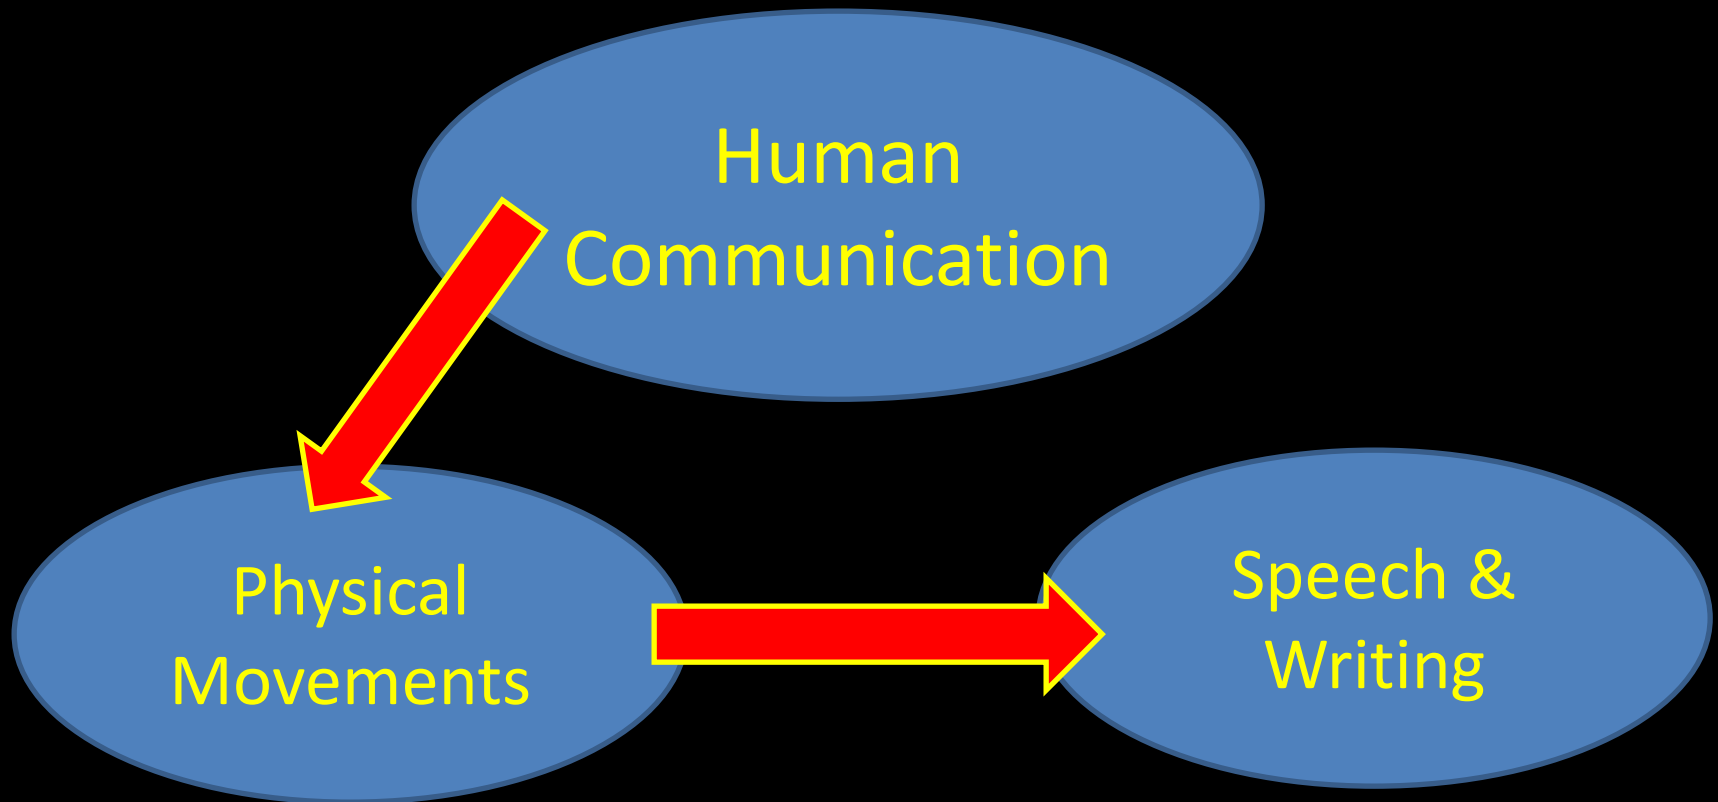 Human
Communication
Physical
Movements
Speech &
Writing